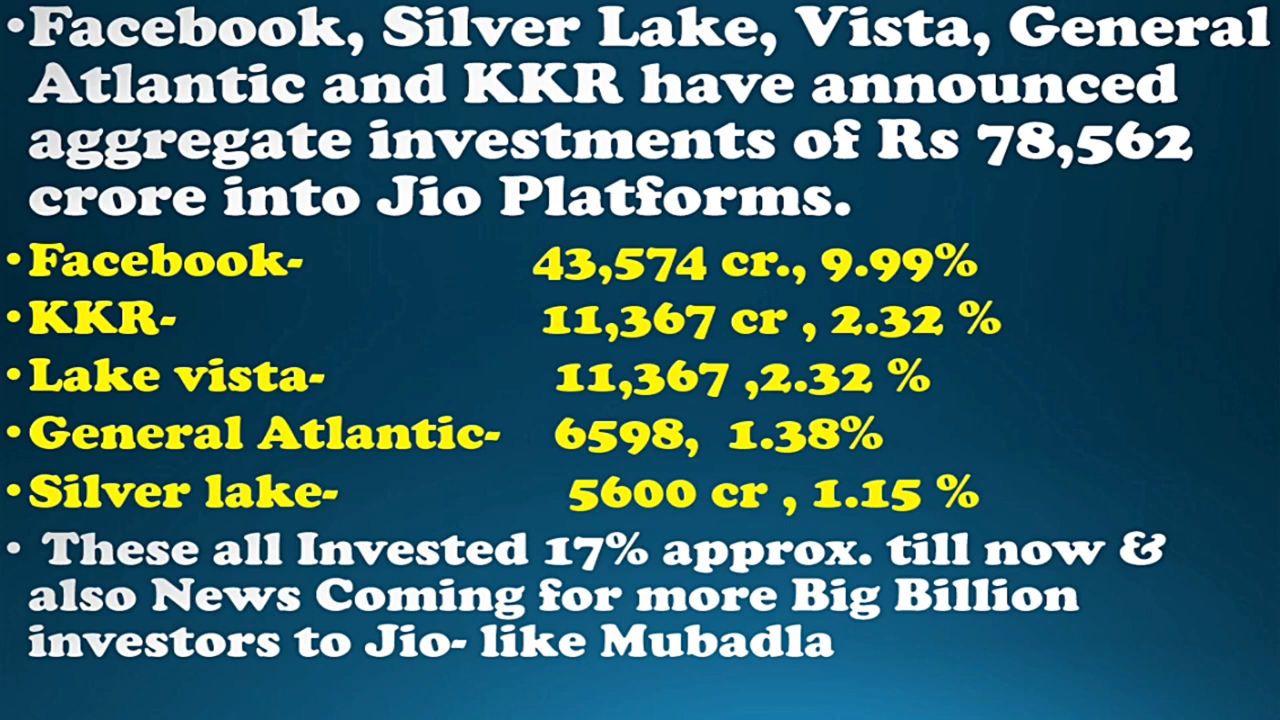 •Facebook, Silver Lake, Vista, General
Atlantic and KKR have announced
aggregate investments of Rs 78,562
crore into Jio Platforms.
•Facebook- 43,574 cr., 9.99%
•KKR- 11,367 cr , 2.32 %
•Lake vista- 11,367 ,2.32 %
•General Atlantic- 6598, 1.38%
•Silver lake- 5600 cr , 1.15 %
• These all Invested 17% approx. till now &
also News Coming for more Big Billion
investors to Jio- like Mubadla